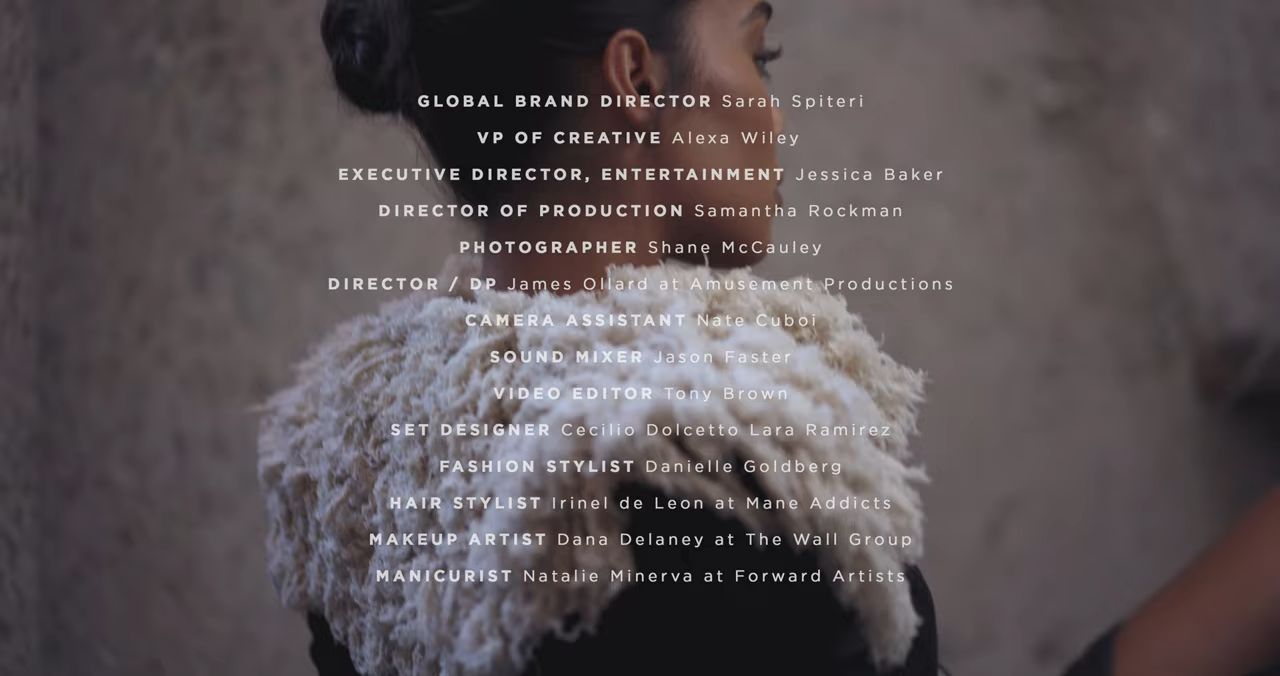 GLOBAL BRAND DIRECTOR Sarah Spiteri
VP OF CREATIVE Alexa Wiley
EXECUTIVE DIRECTOR, ENTERTAINMENT Jessica Baker
DIRECTOR OF PRODUCTION Samantha Rockman
PHOTOGRAPHER Shane McCauley
DIRECTOR / DP James Ollard at Amusement Productions
CAMERA ASSISTANT Nate Cuboi
SOUND MIXER Jason Faster
VIDEO EDITOR Tony Brown
SET DESIGNER Cecilio Dolcetto Lara Ramirez
FASHION STYLIST Danielle Goldberg
HAIR STYLIST Irinel de Leon at Mane Addicts
MAKEUP ARTIST Dana Delaney at The Wall Group
MANICURIST Natalie Minerva at Forward Artists